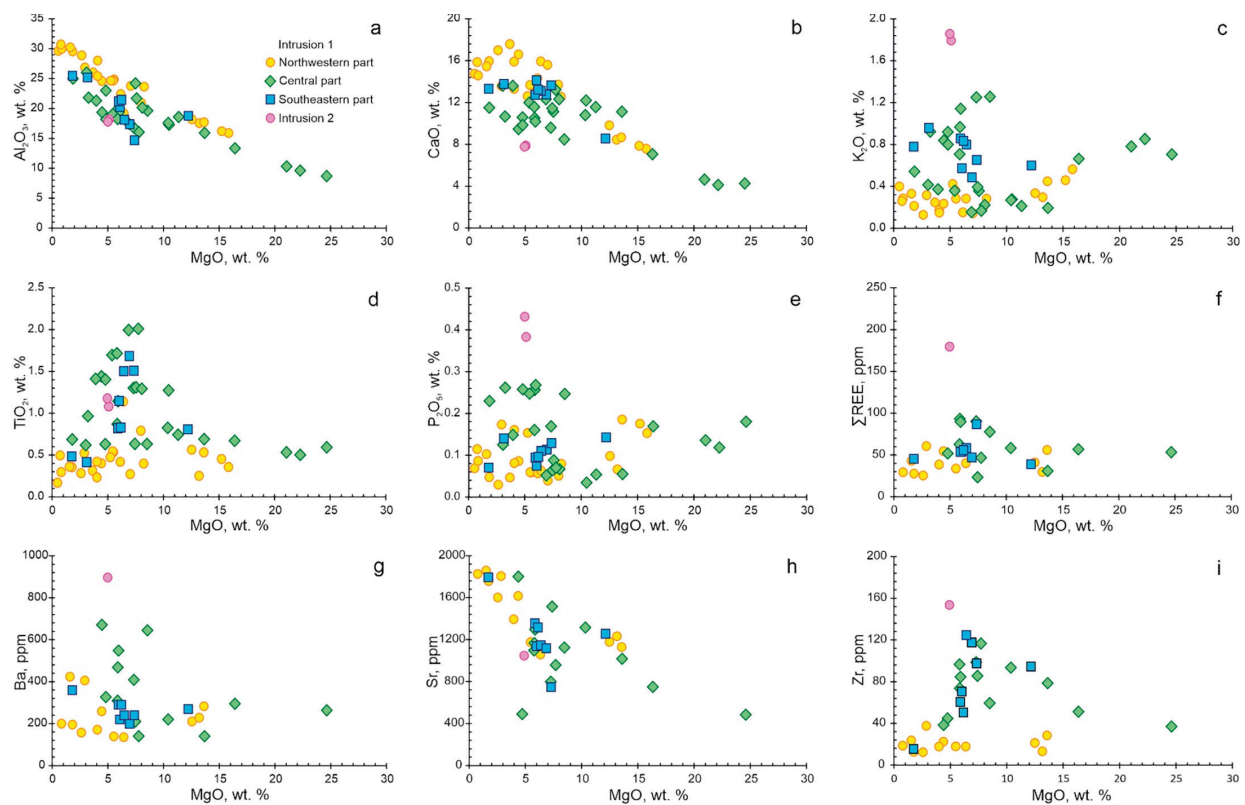 a
35
30
25
20
15
10
5
0
Al₂O₃, wt. %
Intrusion 1
Northwestern part
Central part
Southeastern part
Intrusion 2
0 5 10 15 20 25 30
MgO, wt. %
b
20
16
12
8
4
0
CaO, wt. %
0 5 10 15 20 25 30
MgO, wt. %
c
2.0
1.6
1.2
0.8
0.4
0.0
K₂O, wt. %
0 5 10 15 20 25 30
MgO, wt. %
d
2.5
2.0
1.5
1.0
0.5
0.0
TiO₂, wt. %
0 5 10 15 20 25 30
MgO, wt. %
e
0.5
0.4
0.3
0.2
0.1
0.0
P₂O₅, wt. %
0 5 10 15 20 25 30
MgO, wt. %
f
250
200
150
100
50
0
ΣREE, ppm
0 5 10 15 20 25 30
MgO, wt. %
g
1000
800
600
400
200
0
Ba, ppm
0 5 10 15 20 25 30
MgO, wt. %
h
2000
1600
1200
800
400
0
Sr, ppm
0 5 10 15 20 25 30
MgO, wt. %
i
200
160
120
80
40
0
Zr, ppm
0 5 10 15 20 25 30
MgO, wt. %